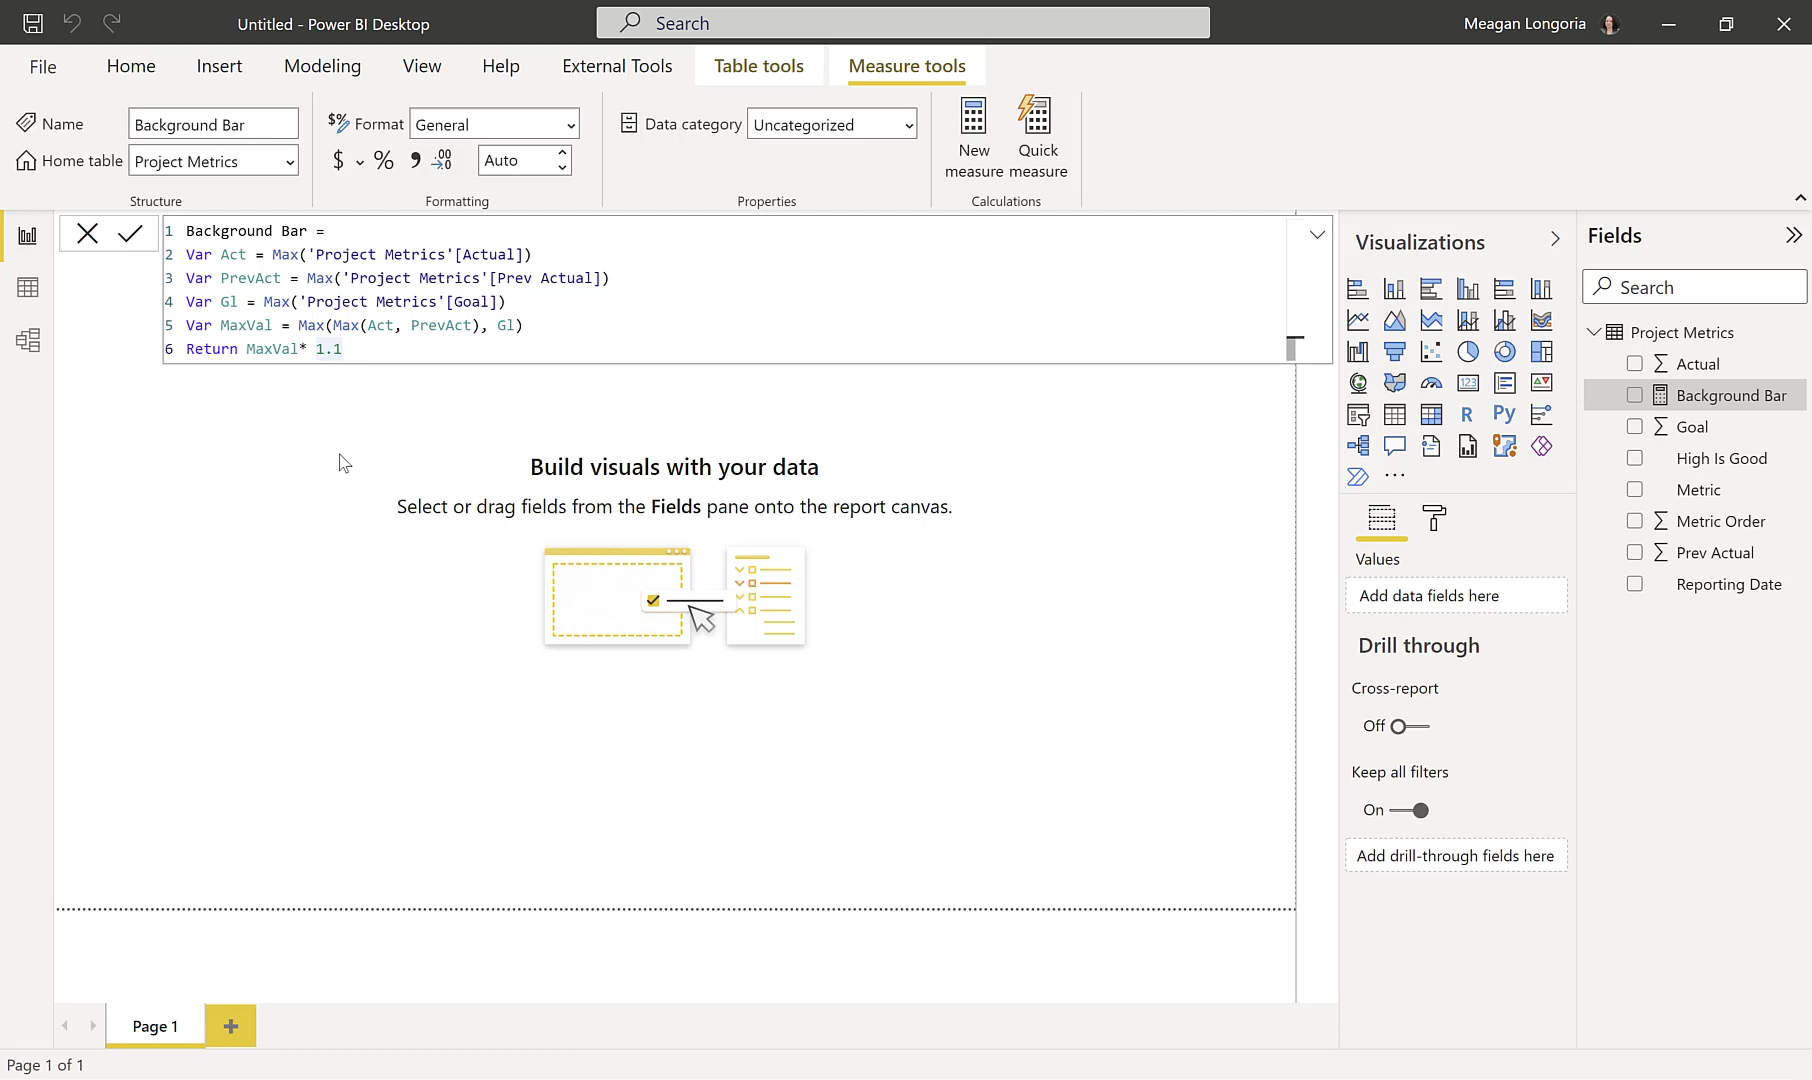 Untitled - Power BI Desktop
Search
Meagan Longoria
File Home Insert Modeling View Help External Tools Table tools Measure tools
Name Background Bar
Home table Project Metrics
Structure
$% Format General
$ % , .00 →.0 Auto
Formatting
Data category Uncategorized
Properties
New measure
Quick measure
Calculations
1 Background Bar =
2 Var Act = Max('Project Metrics'[Actual])
3 Var PrevAct = Max('Project Metrics'[Prev Actual])
4 Var Gl = Max('Project Metrics'[Goal])
5 Var MaxVal = Max(Max(Act, PrevAct), Gl)
6 Return MaxVal* 1.1
Build visuals with your data
Select or drag fields from the Fields pane onto the report canvas.
Visualizations
123
R Py
...
Values
Add data fields here
Drill through
Cross-report
Off
Keep all filters
On
Add drill-through fields here
Fields
Search
Project Metrics
Actual
Background Bar
Goal
High Is Good
Metric
Metric Order
Prev Actual
Reporting Date
Page 1
+
Page 1 of 1